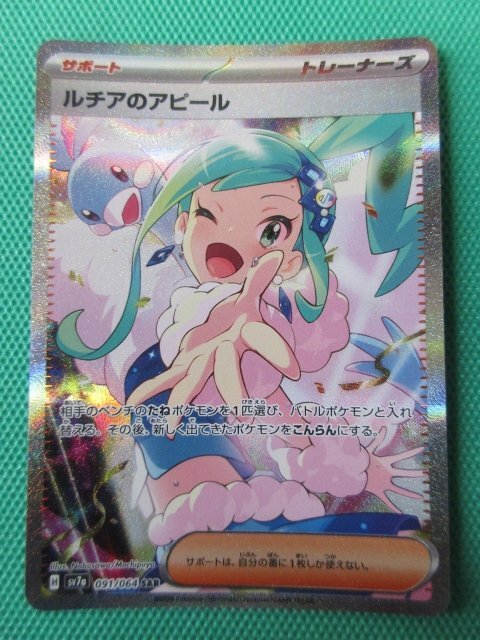 サポート
トレーナーズ
ルチアのアピール
相手のベンチのたねポケモンを1匹選び、バトルポケモンと入れ
替える。その後、新しく出てきたポケモンをこんらんにする。
サポートは、自分の番に1枚しか使えない。
Illus. Nobusawa/Mochipuyo
H sv7a 091/064 SAR